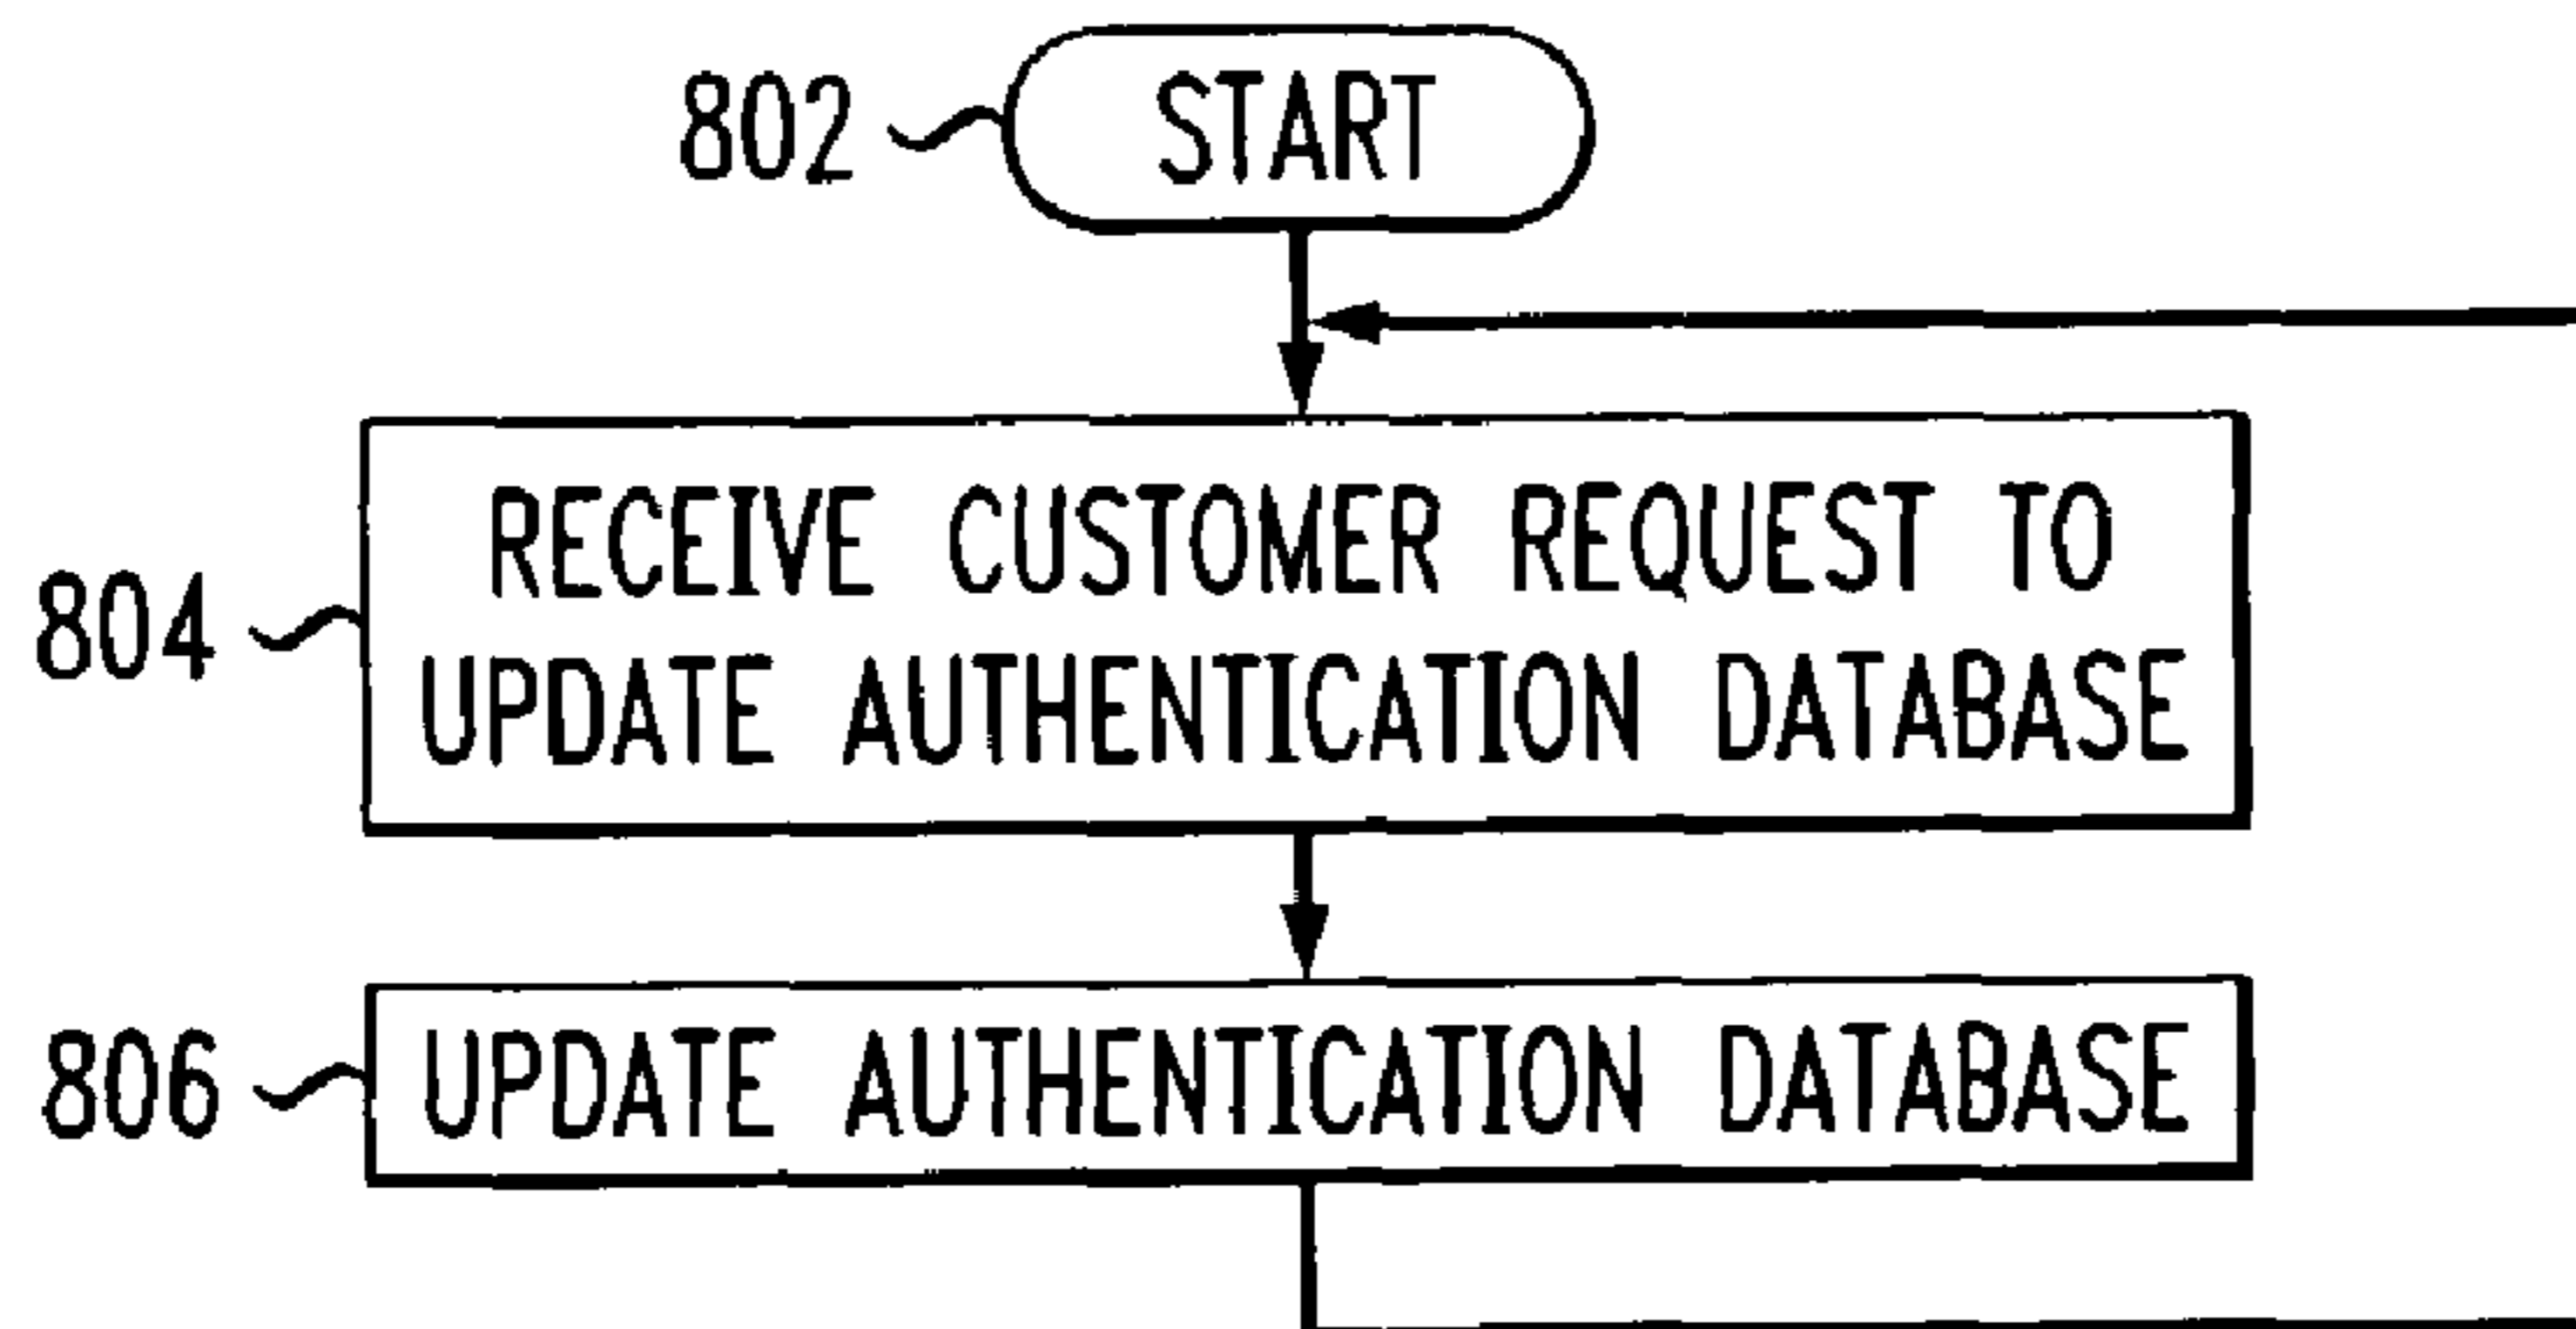 802 START
RECEIVE CUSTOMER REQUEST TO
804
UPDATE AUTHENTICATION DATABASE
806 UPDATE AUTHENTICATION DATABASE